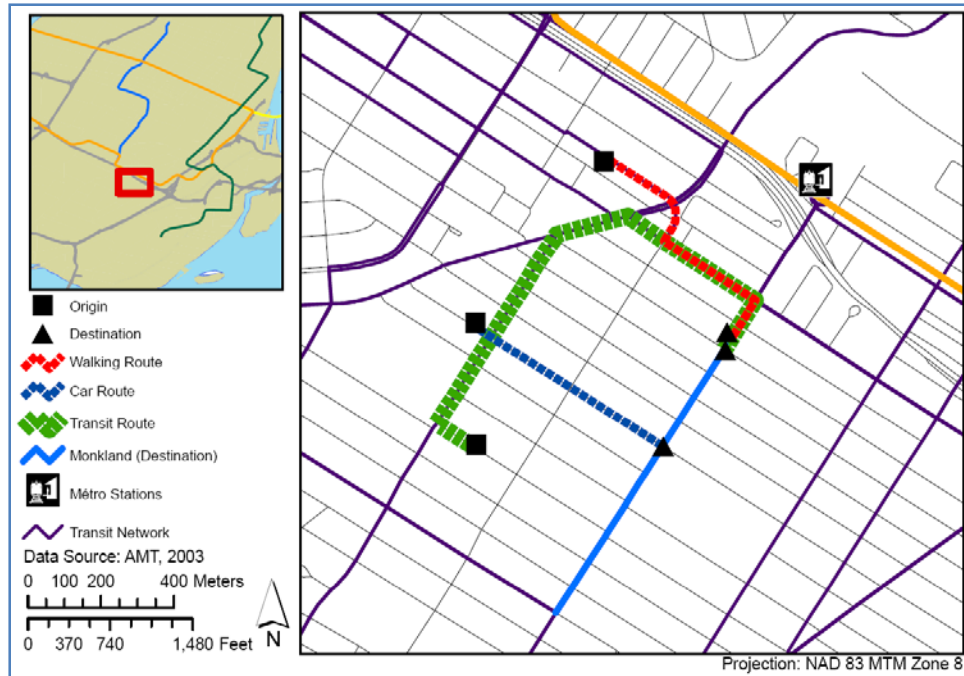 Origin
Destination
Walking Route
Car Route
Transit Route
Monkland (Destination)
Métro Stations
Transit Network
Data Source: AMT, 2003
0 100 200 400 Meters
0 370 740 1,480 Feet
N
Projection: NAD 83 MTM Zone 8